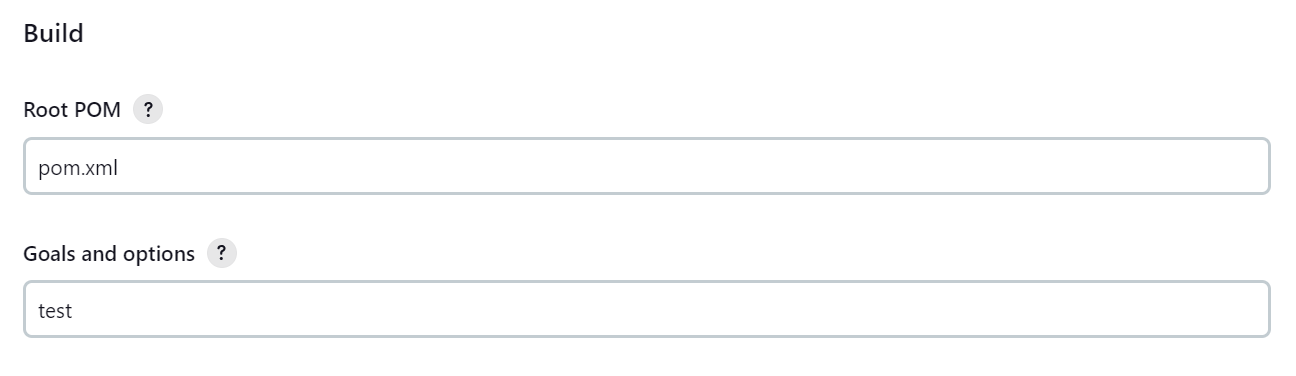 Build
Root POM ?
pom.xml
Goals and options ?
test